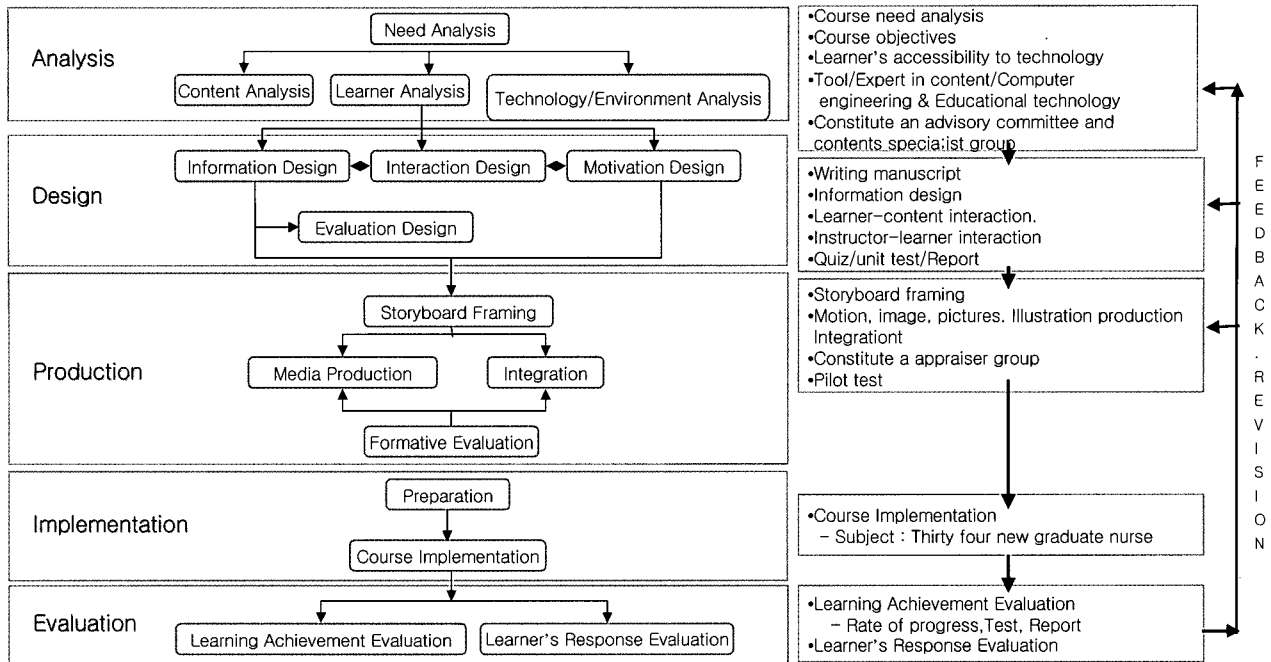 Need Analysis
Analysis
Content Analysis
Learner Analysis
Technology/Environment Analysis
Information Design
Interaction Design
Motivation Design
Design
Evaluation Design
Storyboard Framing
Production
Media Production
Integration
Formative Evaluation
Preparation
Implementation
Course Implementation
Evaluation
Learning Achievement Evaluation
Learner's Response Evaluation
•Course need analysis
•Course objectives
•Learner's accessibility to technology
•Tool/Expert in content/Computer
engineering & Educational technology
•Constitute an advisory committee and
contents specia:ist group
•Writing manuscript
•Information design
•Learner-content interaction.
•Instructor-learner interaction
•Quiz/unit test/Report
•Storyboard framing
•Motion, image, pictures. Illustration production
Integrationt
•Constitute a appraiser group
•Pilot test
•Course Implementation
- Subject : Thirty four new graduate nurse
•Learning Achievement Evaluation
- Rate of progress,Test, Report
•Learner's Response Evaluation
FEEDBACK.REVISION